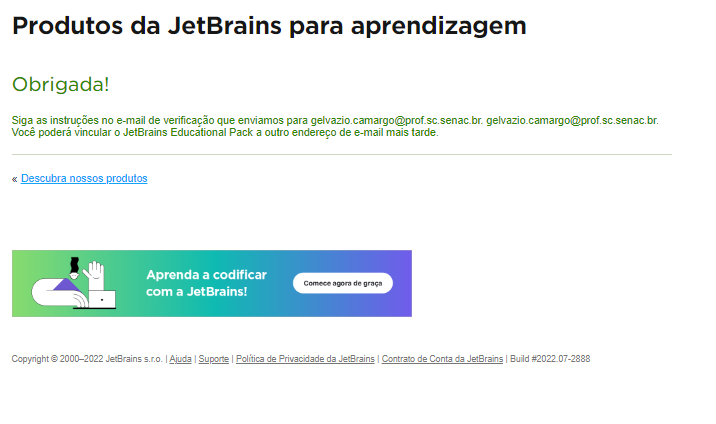 Produtos da JetBrains para aprendizagem
Obrigada!
Siga as instruções no e-mail de verificação que enviamos para gelvazio.camargo@prof.sc.senac.br. gelvazio.camargo@prof.sc.senac.br.
Você poderá vincular o JetBrains Educational Pack a outro endereço de e-mail mais tarde.
« Descubra nossos produtos
Aprenda a codificar
com a JetBrains!
Comece agora de graça
Copyright © 2000–2022 JetBrains s.r.o. | Ajuda | Suporte | Política de Privacidade da JetBrains | Contrato de Conta da JetBrains | Build #2022.07-2888